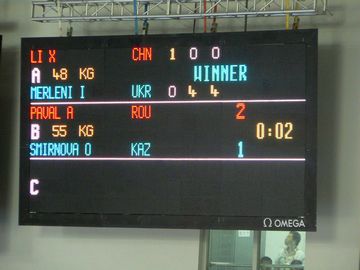 LI X CHN 1 0 0
A 48 KG WINNER
MERLENI I UKR 0 4 4
PAVAL A ROU 2
B 55 KG 0:02
SMIRNOVA O KAZ 1
C
Ω OMEGA